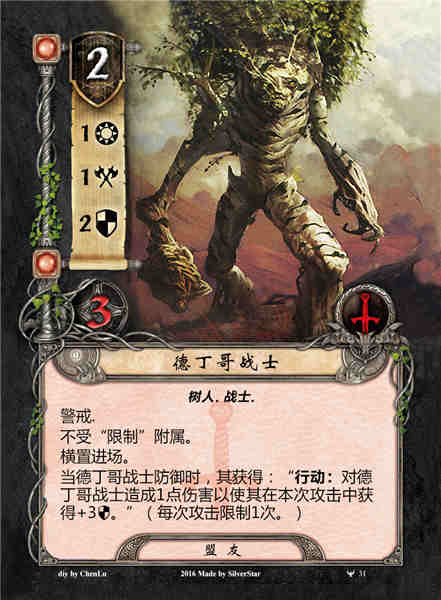 2
1
1
2
3
德丁哥战士
树人. 战士.
警戒.
不受“限制”附属。
横置进场。
当德丁哥战士防御时，其获得：“行动：对德
丁哥战士造成1点伤害以使其在本次攻击中获
得+3。”（每次攻击限制1次。）
盟友
diy by ChenLu
2016 Made by SilverStar
31